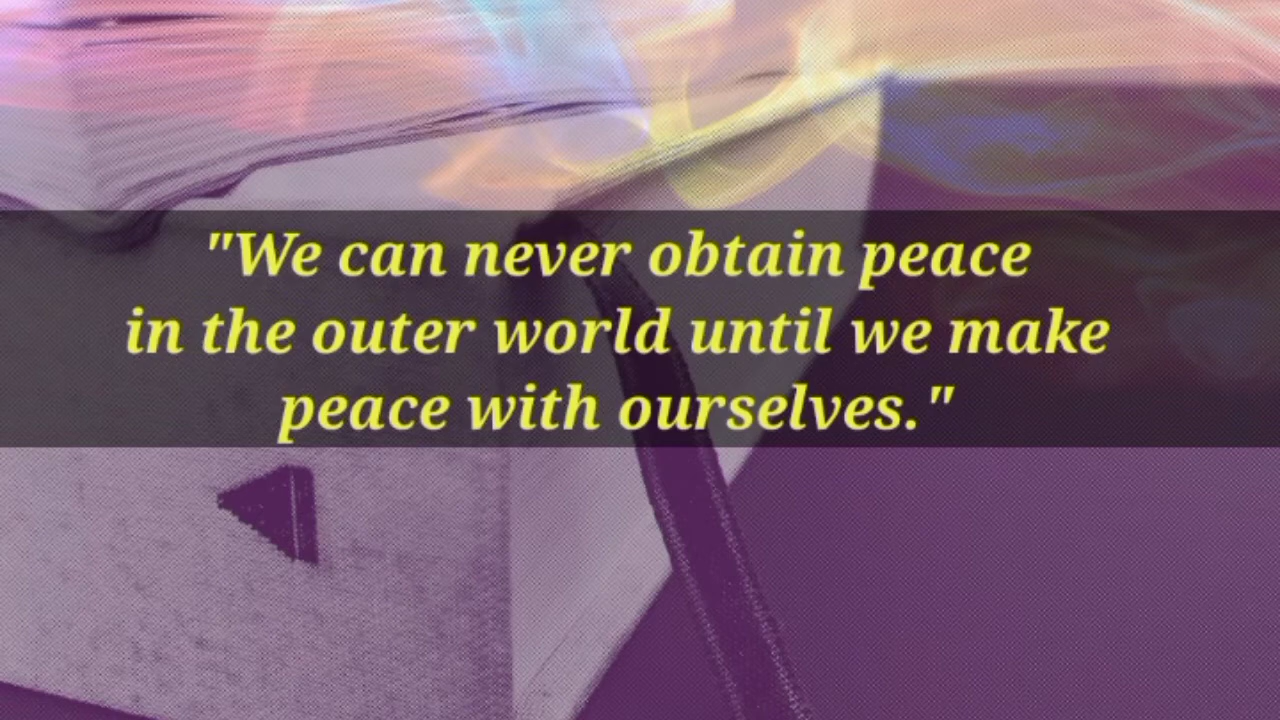 "We can never obtain peace
in the outer world until we make
peace with ourselves."